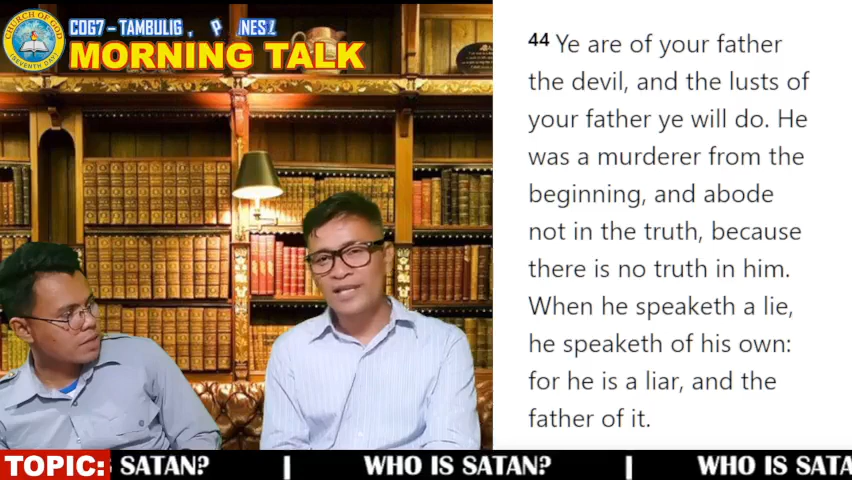 CHURCH OF GOD
(SEVENTH DAY)
COG7 - TAMBULIG, P NES
MORNING TALK
44 Ye are of your father
the devil, and the lusts of
your father ye will do. He
was a murderer from the
beginning, and abode
not in the truth, because
there is no truth in him.
When he speaketh a lie,
he speaketh of his own:
for he is a liar, and the
father of it.
TOPIC: SATAN? | WHO IS SATAN? | WHO IS SATA